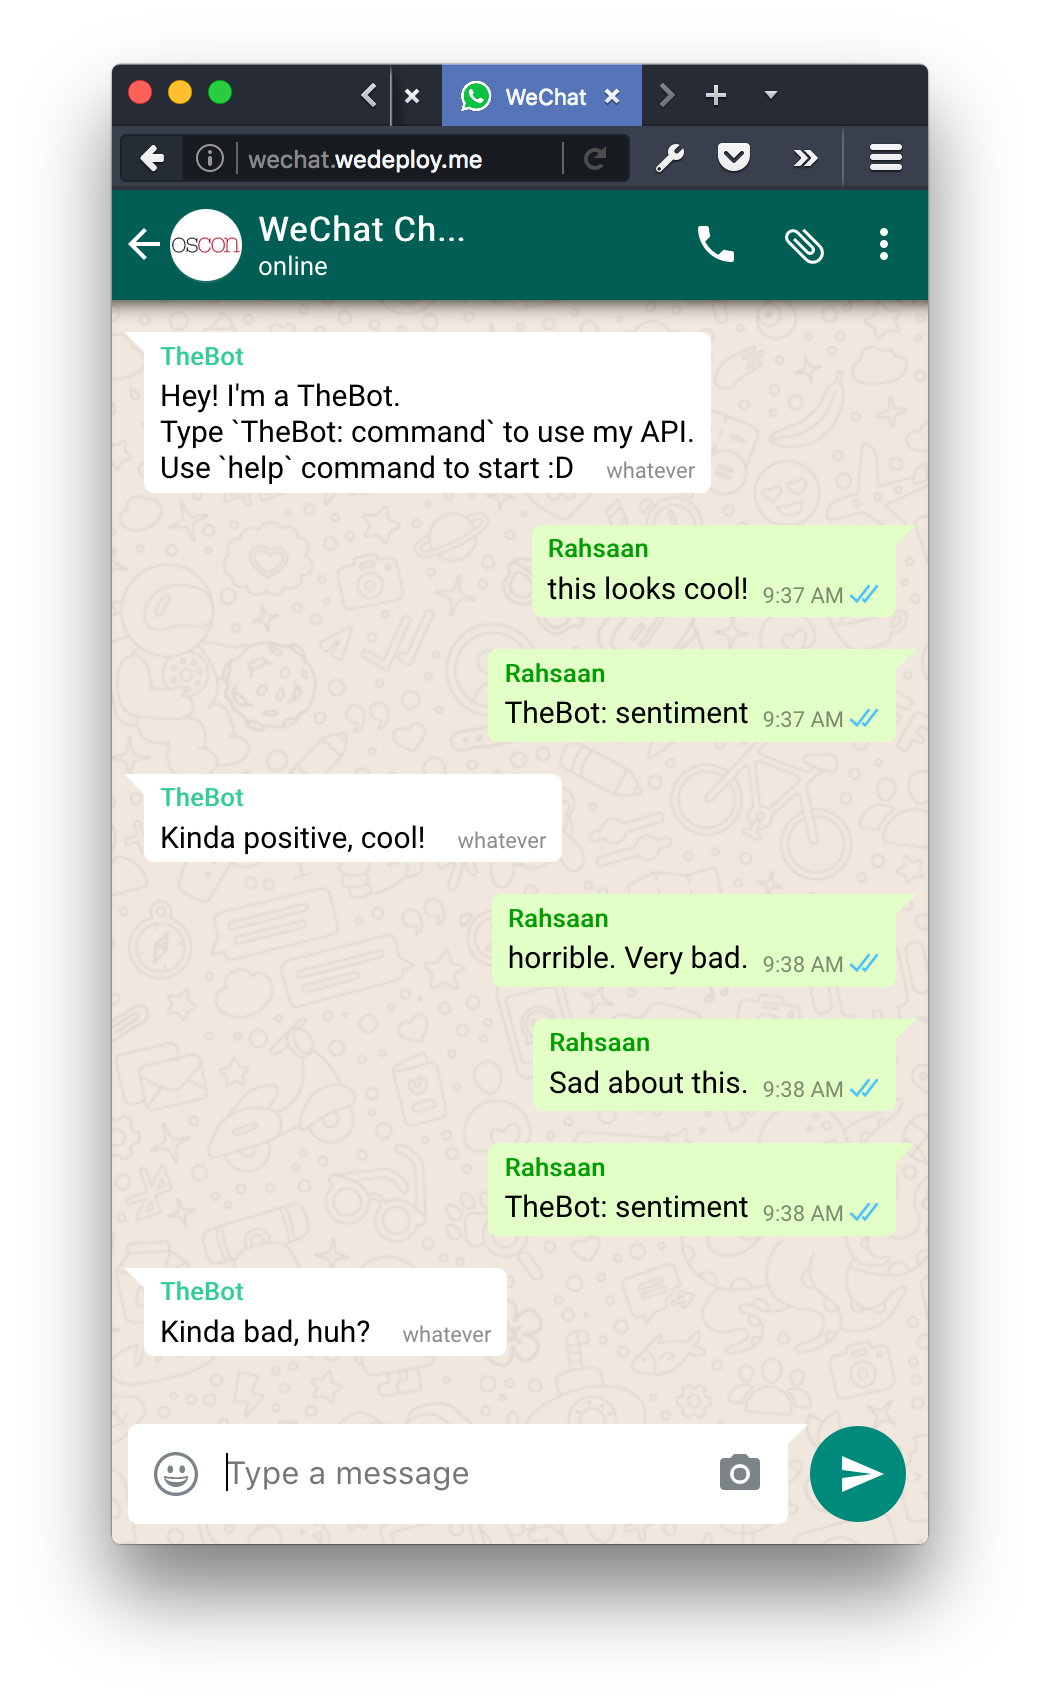 WeChat
wechat.wedeploy.me
oscon
WeChat Ch...
online
TheBot
Hey! I'm a TheBot.
Type `TheBot: command` to use my API.
Use `help` command to start :D whatever
Rahsaan
this looks cool! 9:37 AM
Rahsaan
TheBot: sentiment 9:37 AM
TheBot
Kinda positive, cool! whatever
Rahsaan
horrible. Very bad. 9:38 AM
Rahsaan
Sad about this. 9:38 AM
Rahsaan
TheBot: sentiment 9:38 AM
TheBot
Kinda bad, huh? whatever
Type a message